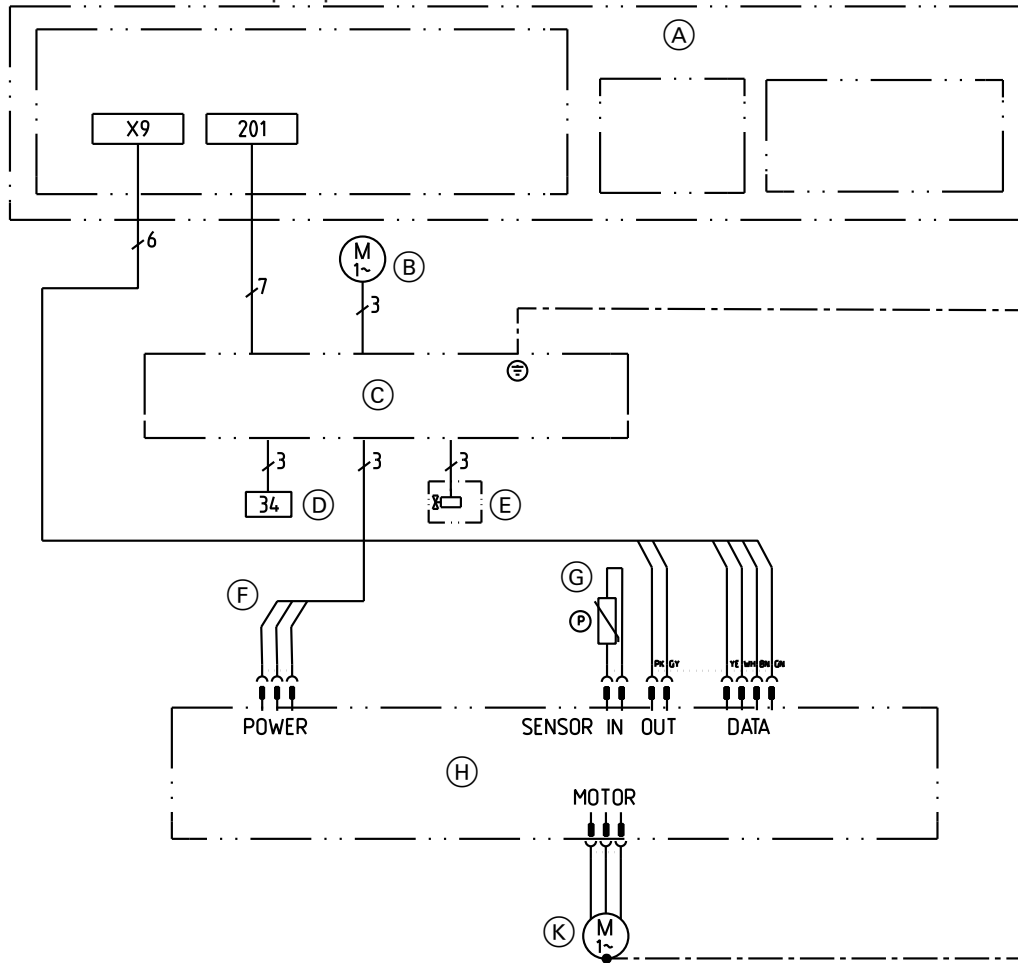 A
X9 201
6
M
1~
B
7
3
C
3 3 3
34 D E
F
G
P
PK GY YE WH BN GN
POWER SENSOR IN OUT DATA
H
MOTOR
K
M
1~